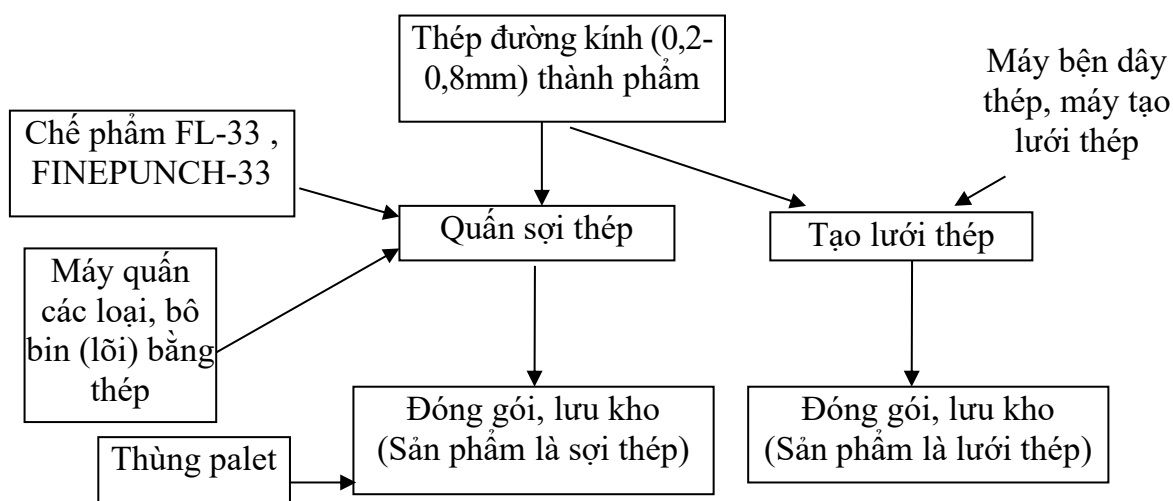 Thép đường kính (0,2-
0,8mm) thành phẩm
Máy bện dây
thép, máy tạo
lưới thép
Chế phẩm FL-33 ,
FINEPUNCH-33
Quấn sợi thép
Tạo lưới thép
Máy quấn
các loại, bô
bin (lõi) bằng
thép
Đóng gói, lưu kho
(Sản phẩm là sợi thép)
Đóng gói, lưu kho
(Sản phẩm là lưới thép)
Thùng palet